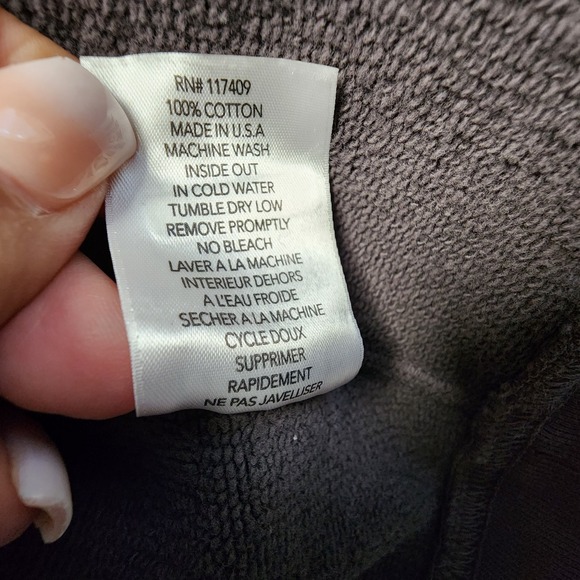 RN# 117409
100% COTTON
MADE IN U.S.A
MACHINE WASH
INSIDE OUT
IN COLD WATER
TUMBLE DRY LOW
REMOVE PROMPTLY
NO BLEACH
LAVER A LA MACHINE
INTERIEUR DEHORS
A L'EAU FROIDE
SECHER A LA MACHINE
CYCLE DOUX
SUPPRIMER
RAPIDEMENT
NE PAS JAVELLISER